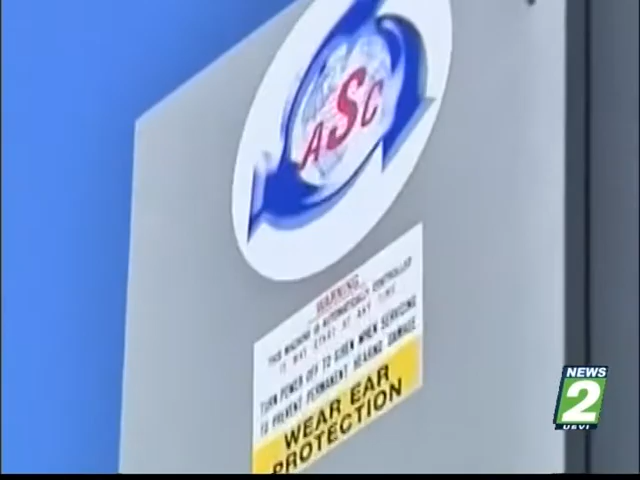 ASC
WARNING
THIS MACHINE IS AUTOMATICALLY CONTROLLED
IT MAY START AT ANY TIME
TURN POWER OFF TO SIREN WHEN SERVICING
TO PREVENT PERMANENT HEARING DAMAGE
WEAR EAR
PROTECTION
NEWS
2